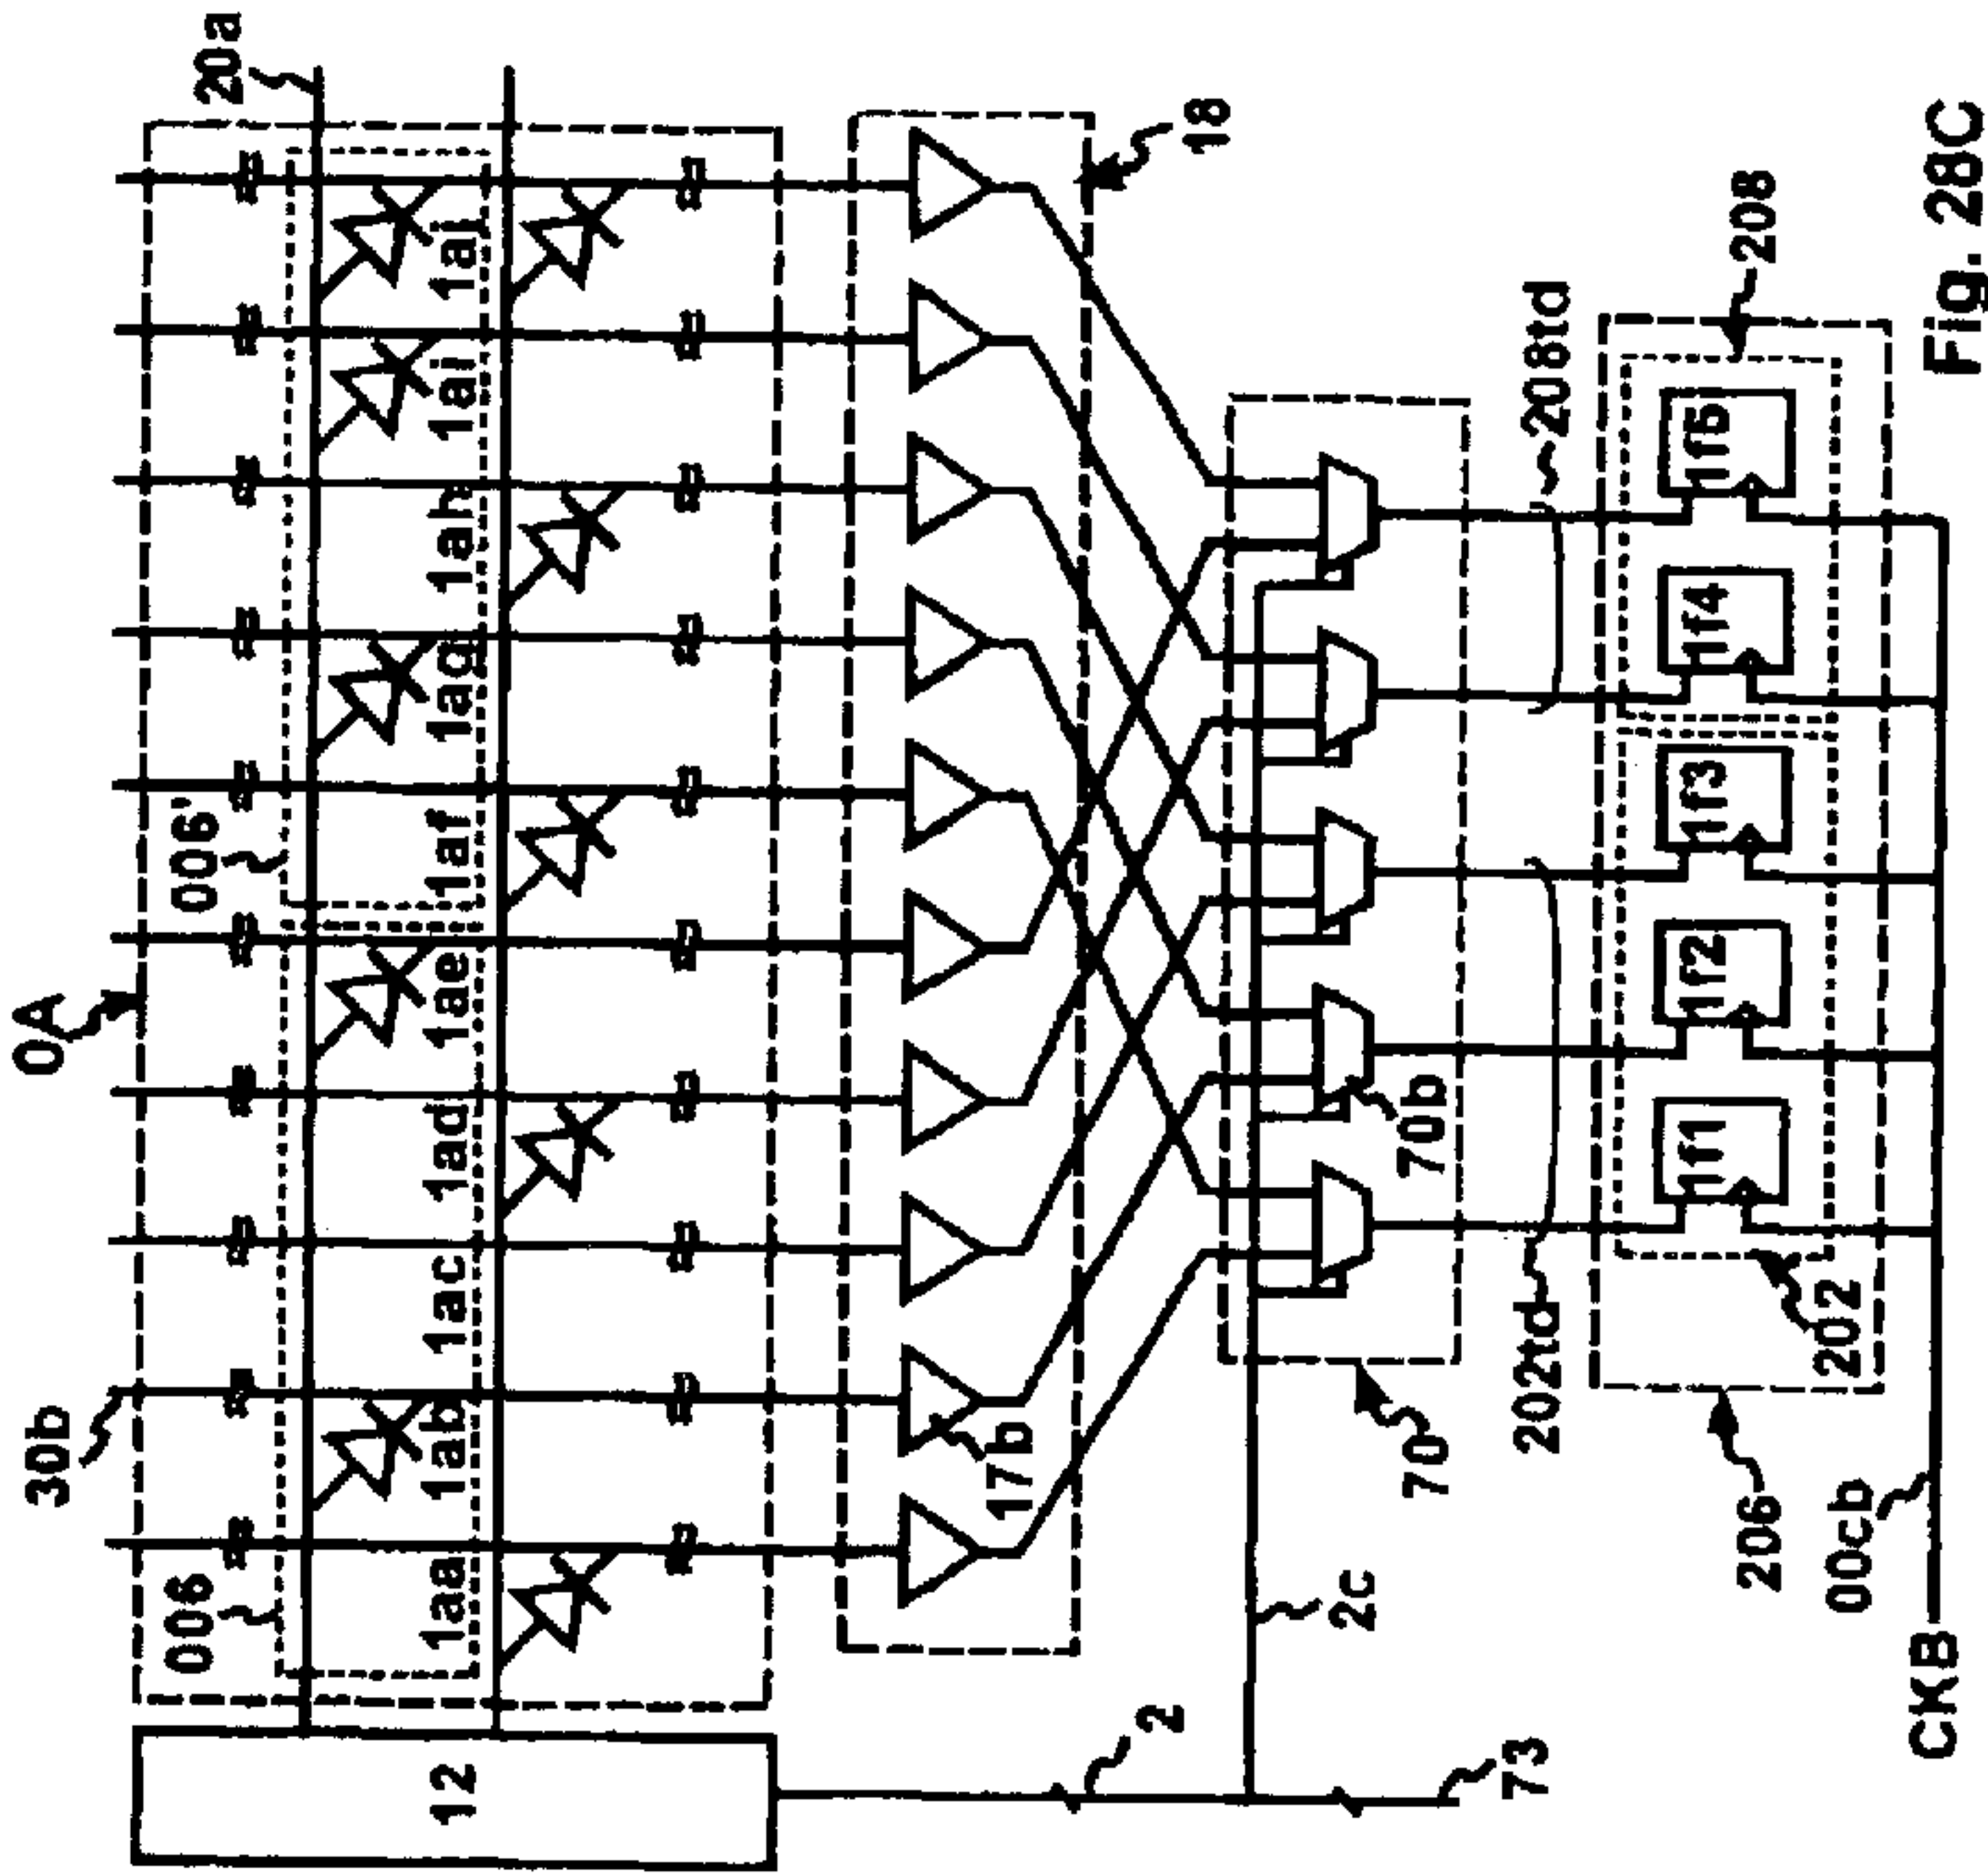 30b 0A
008 006' 20a
12 1aa 1ab 1ac 1ad 1ae 1af 1ag 1ah 1ai 1aj
17b
2 18
2c
70 70b
73 202td 208td
1f1 1f2 1f3 1f4 1f5
206 208
202
00cb
CKB
Fig. 28C